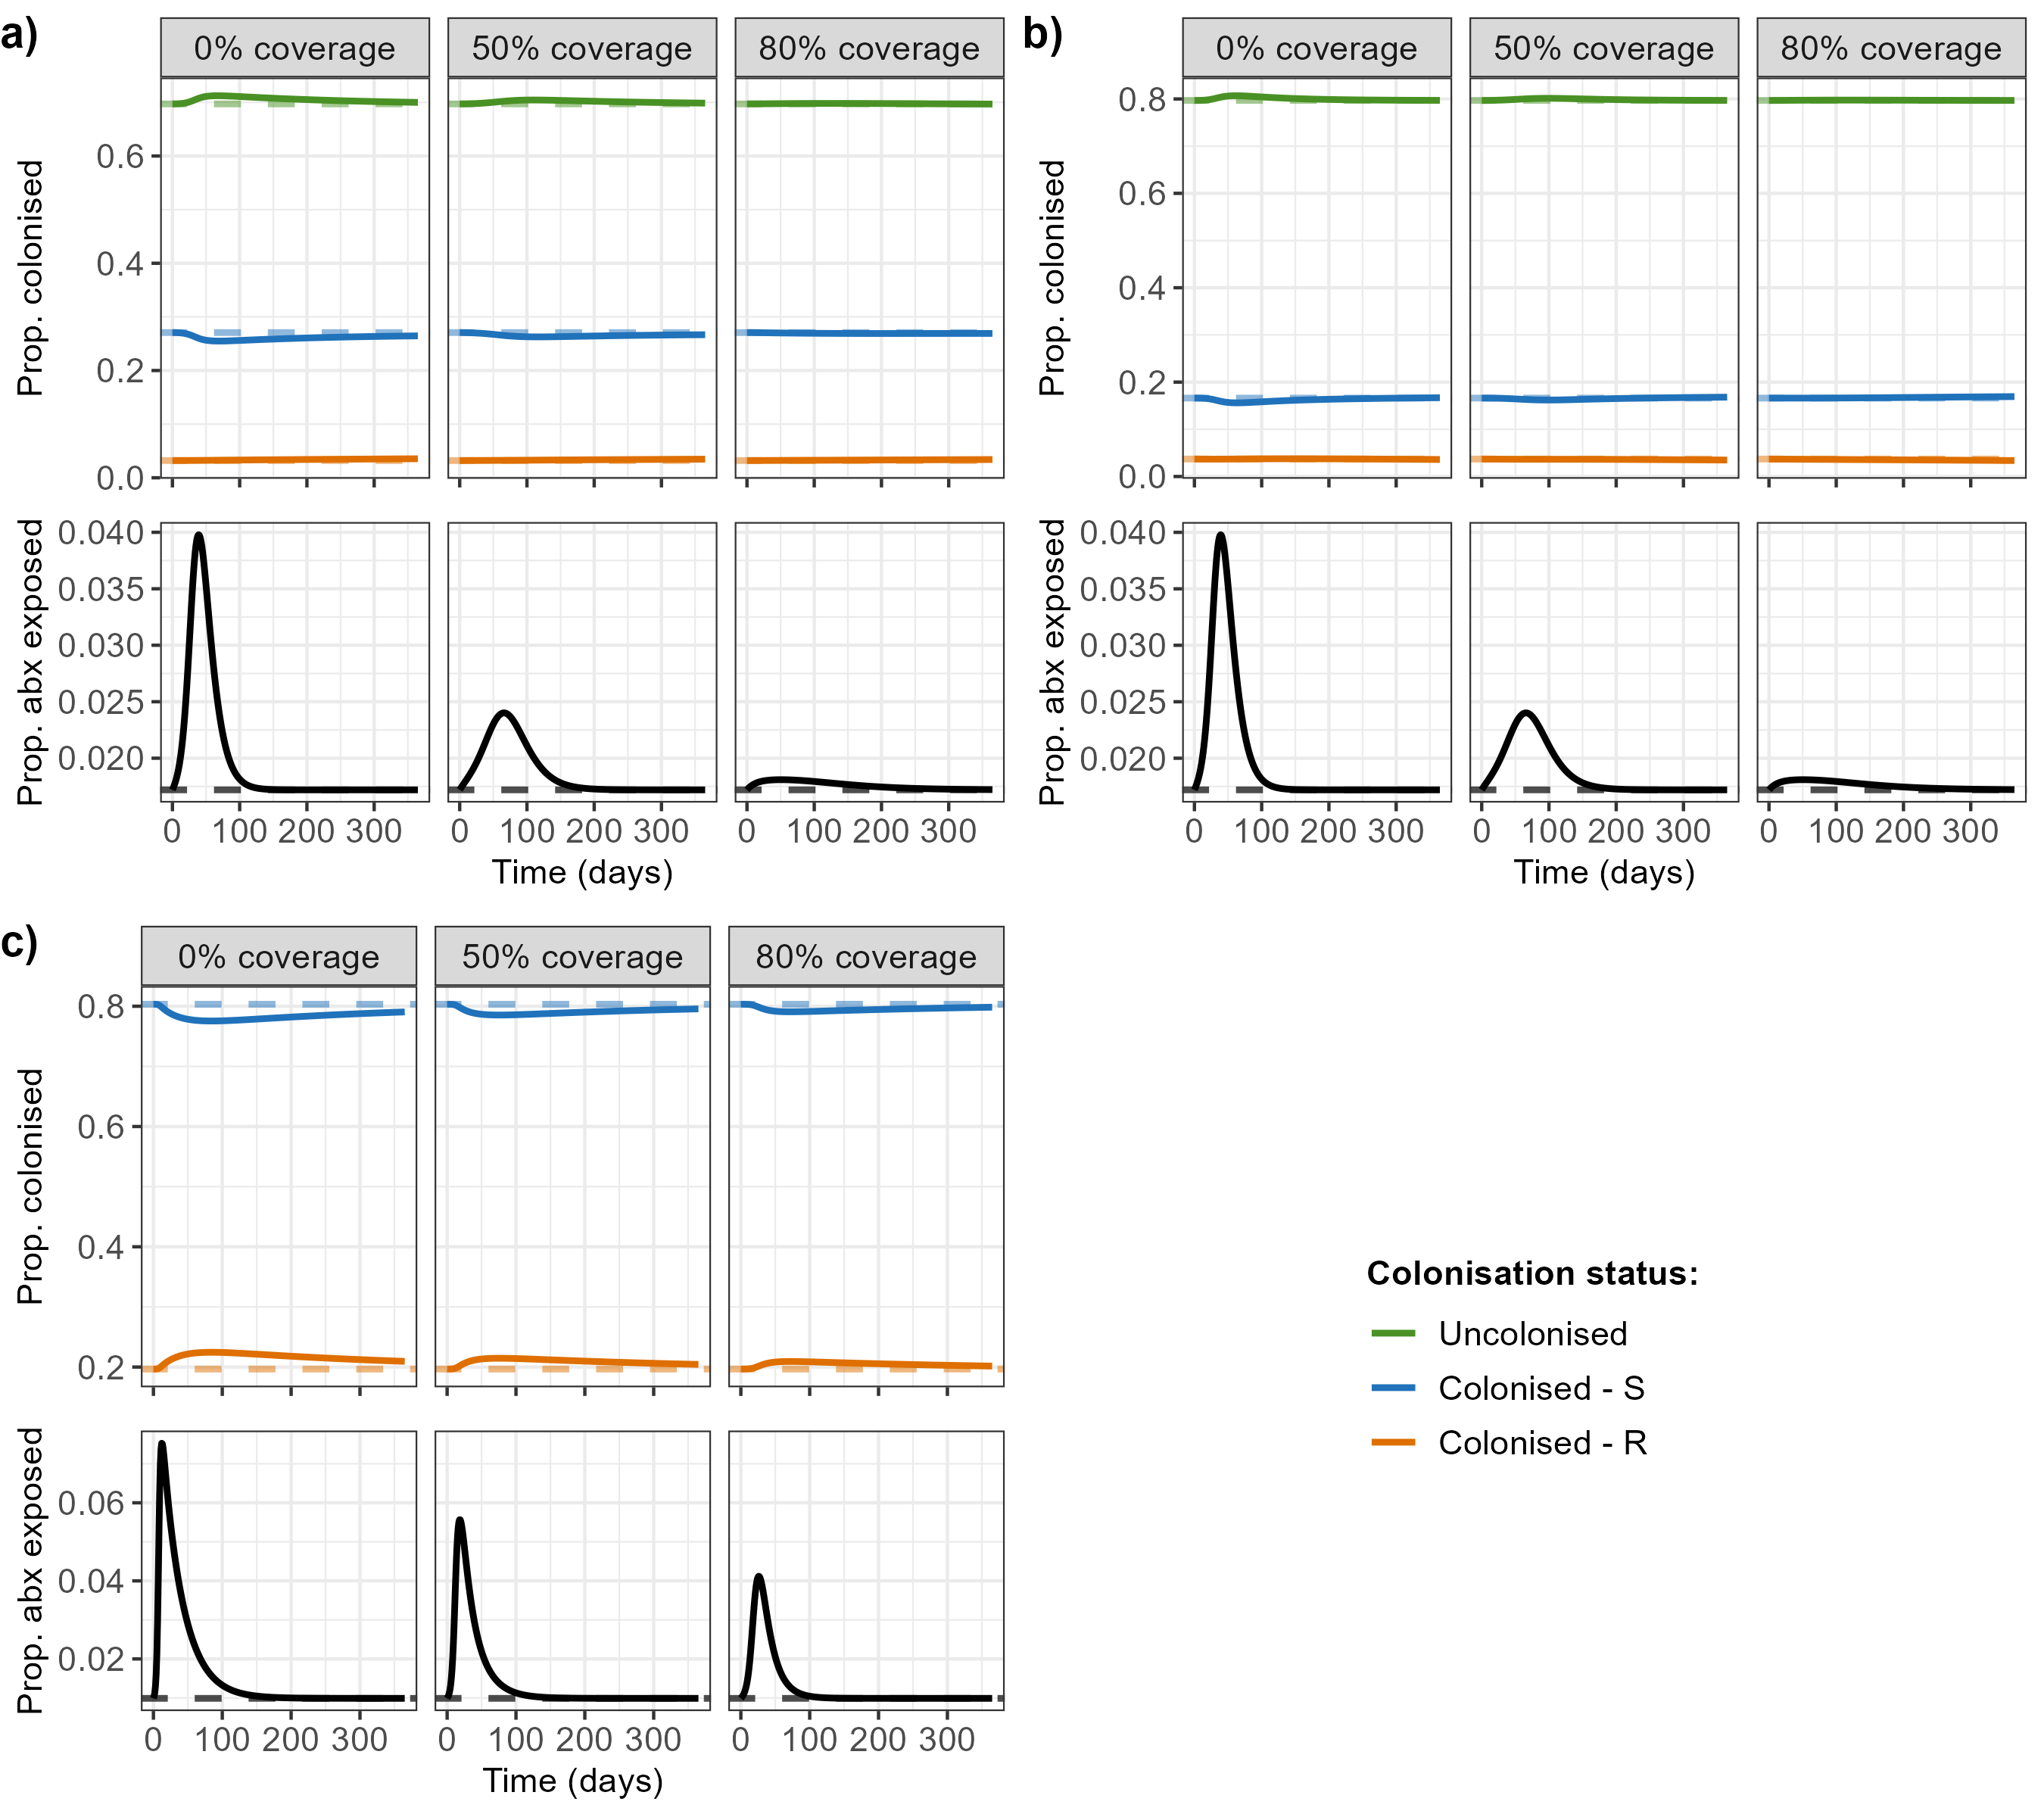 a)
0% coverage
50% coverage
80% coverage
Prop. colonised
0.6
0.4
0.2
0.0
Prop. abx exposed
0.040
0.035
0.030
0.025
0.020
0 100 200 300
0 100 200 300
0 100 200 300
Time (days)
b)
0% coverage
50% coverage
80% coverage
Prop. colonised
0.8
0.6
0.4
0.2
0.0
Prop. abx exposed
0.040
0.035
0.030
0.025
0.020
0 100 200 300
0 100 200 300
0 100 200 300
Time (days)
c)
0% coverage
50% coverage
80% coverage
Prop. colonised
0.8
0.6
0.4
0.2
Prop. abx exposed
0.06
0.04
0.02
0 100 200 300
0 100 200 300
0 100 200 300
Time (days)
Colonisation status:
Uncolonised
Colonised - S
Colonised - R